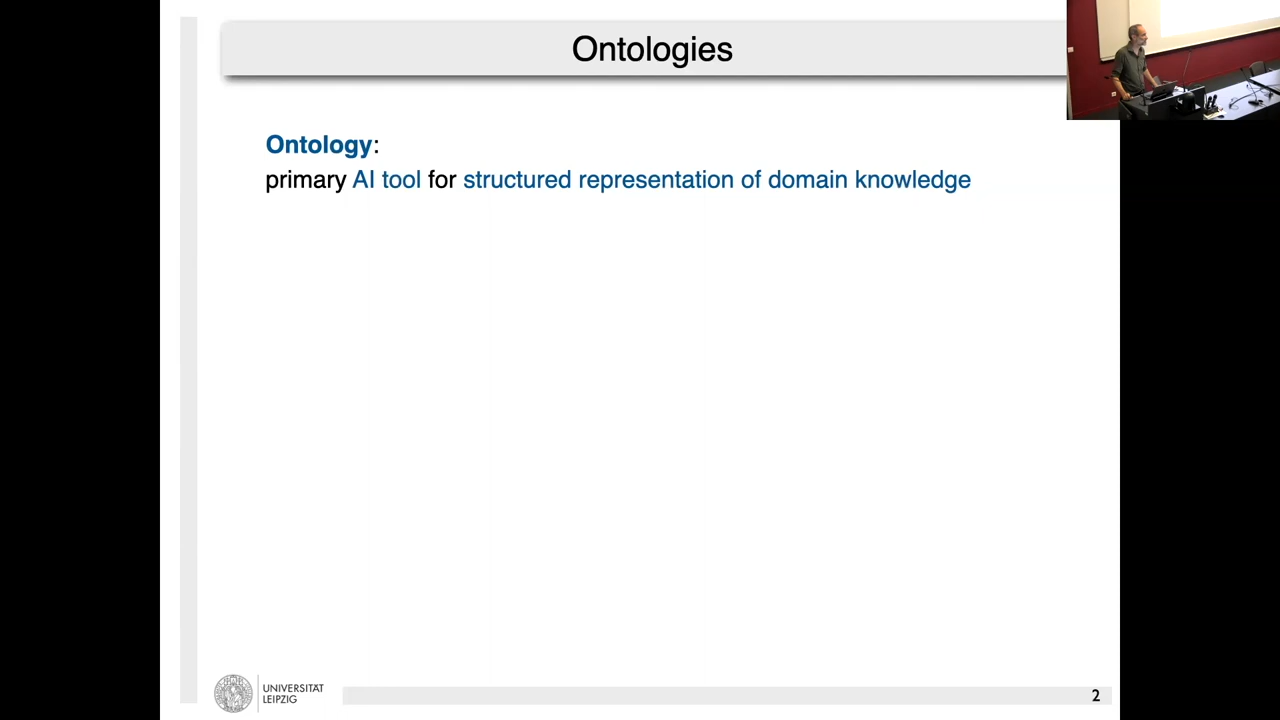 Ontologies
Ontology:
primary AI tool for structured representation of domain knowledge
UNIVERSITÄT
LEIPZIG
2